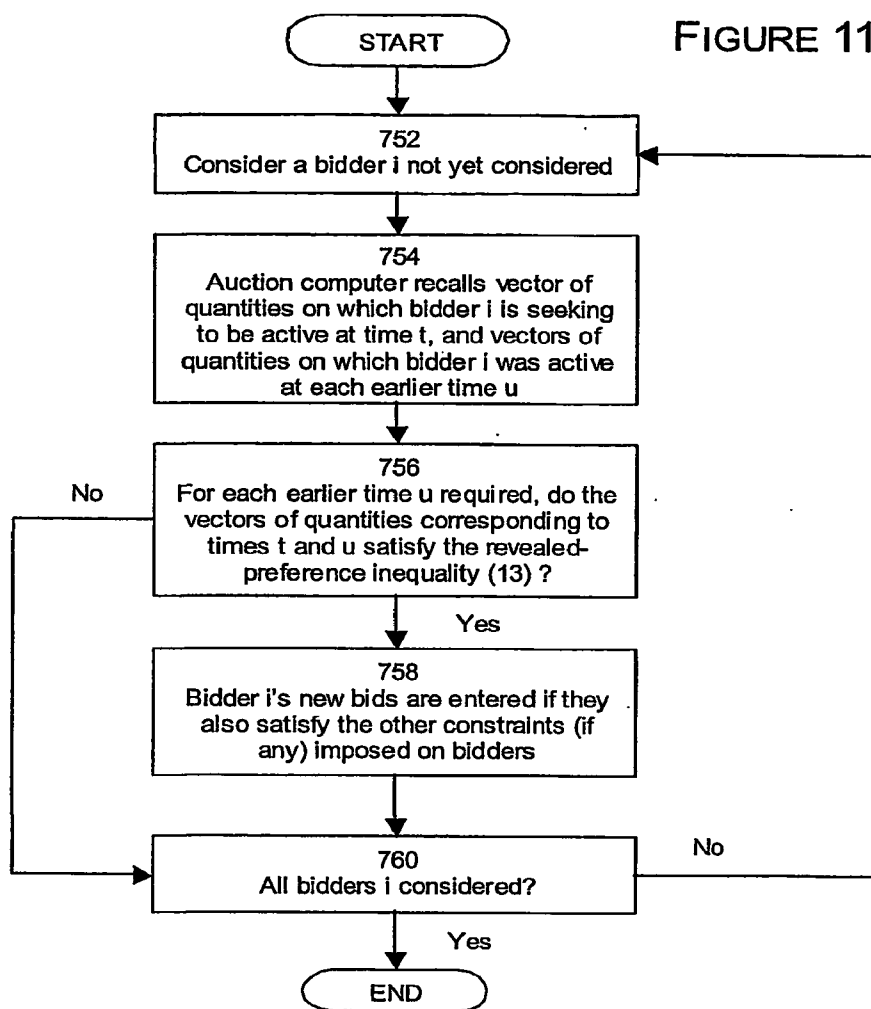 FIGURE 11
START
752
Consider a bidder i not yet considered
754
Auction computer recalls vector of
quantities on which bidder i is seeking
to be active at time t, and vectors of
quantities on which bidder i was active
at each earlier time u
756
For each earlier time u required, do the
vectors of quantities corresponding to
times t and u satisfy the revealed-
preference inequality (13) ?
No
Yes
758
Bidder i's new bids are entered if they
also satisfy the other constraints (if
any) imposed on bidders
760
All bidders i considered?
No
Yes
END